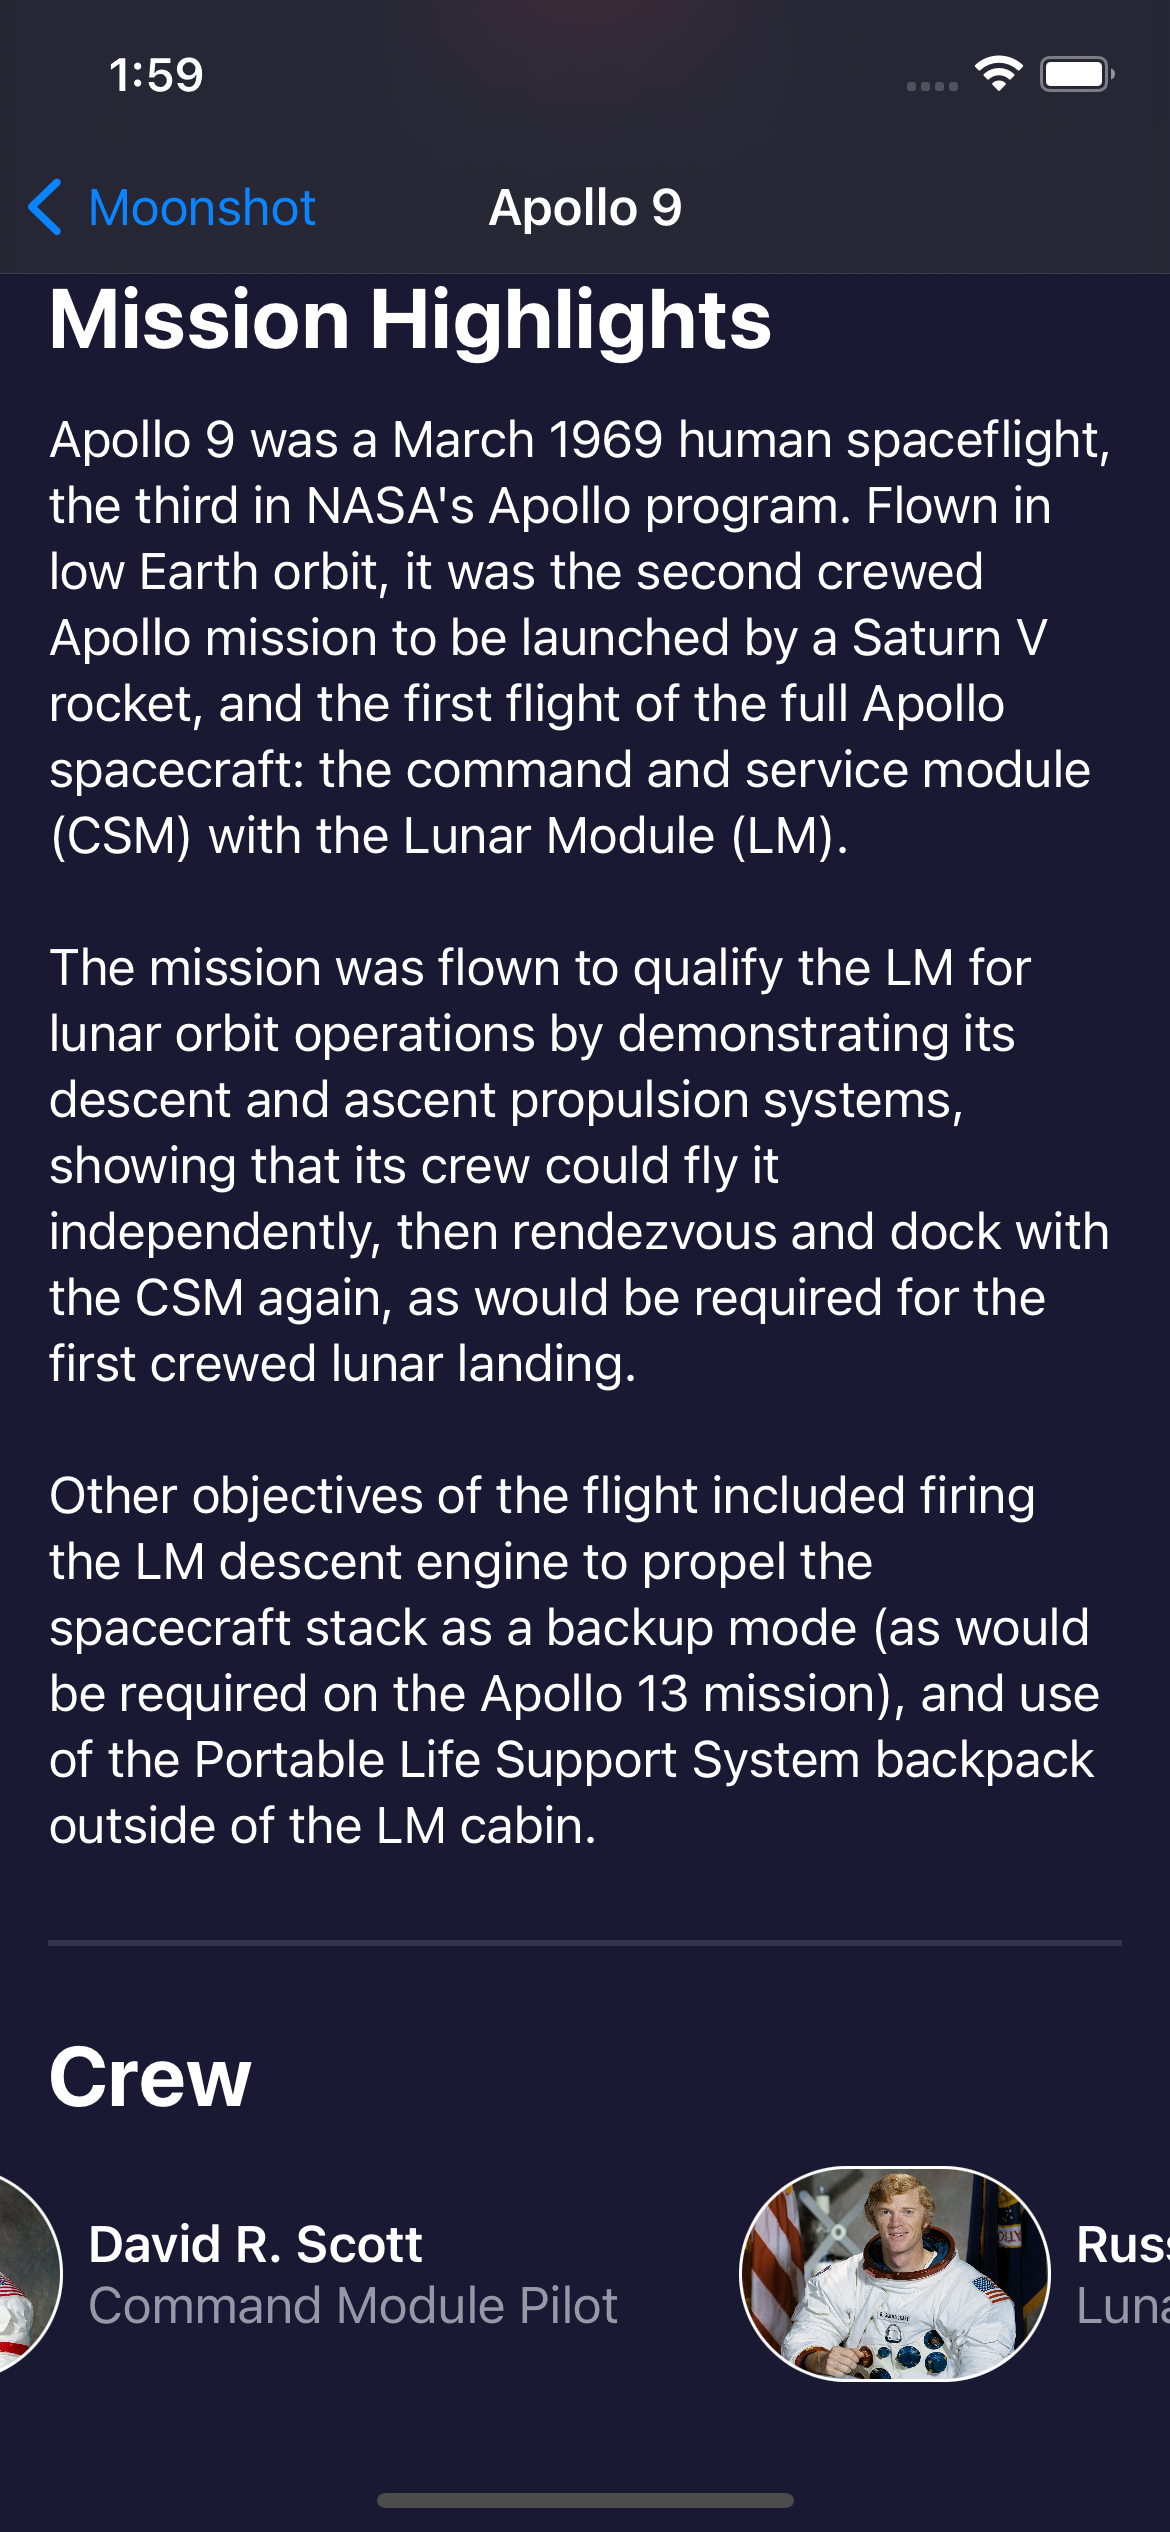 1:59
Moonshot
Apollo 9
Mission Highlights
Apollo 9 was a March 1969 human spaceflight,
the third in NASA's Apollo program. Flown in
low Earth orbit, it was the second crewed
Apollo mission to be launched by a Saturn V
rocket, and the first flight of the full Apollo
spacecraft: the command and service module
(CSM) with the Lunar Module (LM).
The mission was flown to qualify the LM for
lunar orbit operations by demonstrating its
descent and ascent propulsion systems,
showing that its crew could fly it
independently, then rendezvous and dock with
the CSM again, as would be required for the
first crewed lunar landing.
Other objectives of the flight included firing
the LM descent engine to propel the
spacecraft stack as a backup mode (as would
be required on the Apollo 13 mission), and use
of the Portable Life Support System backpack
outside of the LM cabin.
Crew
David R. Scott
Command Module Pilot